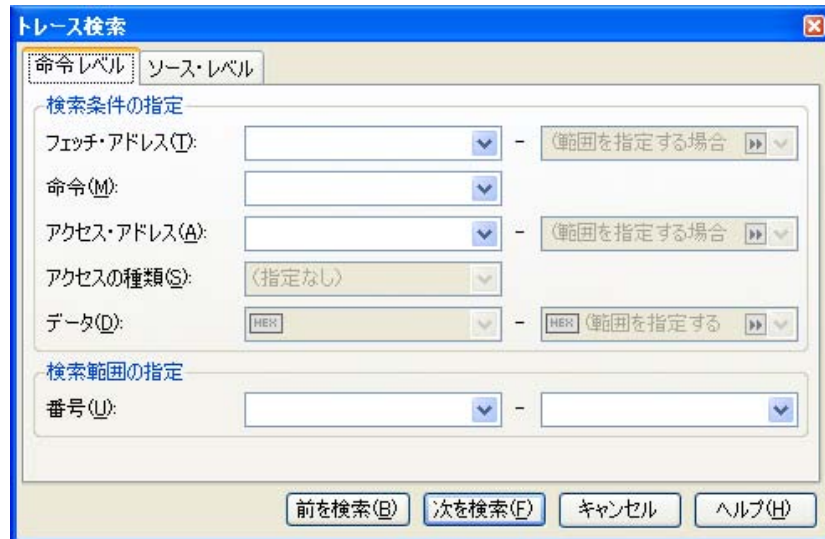 トレース検索
命令レベル ソース・レベル
検索条件の指定
フェッチ・アドレス(T): - (範囲を指定する場合
命令(M):
アクセス・アドレス(A): - (範囲を指定する場合
アクセスの種類(S): (指定なし)
データ(D): HEX - HEX (範囲を指定する
検索範囲の指定
番号(U): -
前を検索(B) 次を検索(F) キャンセル ヘルプ(H)